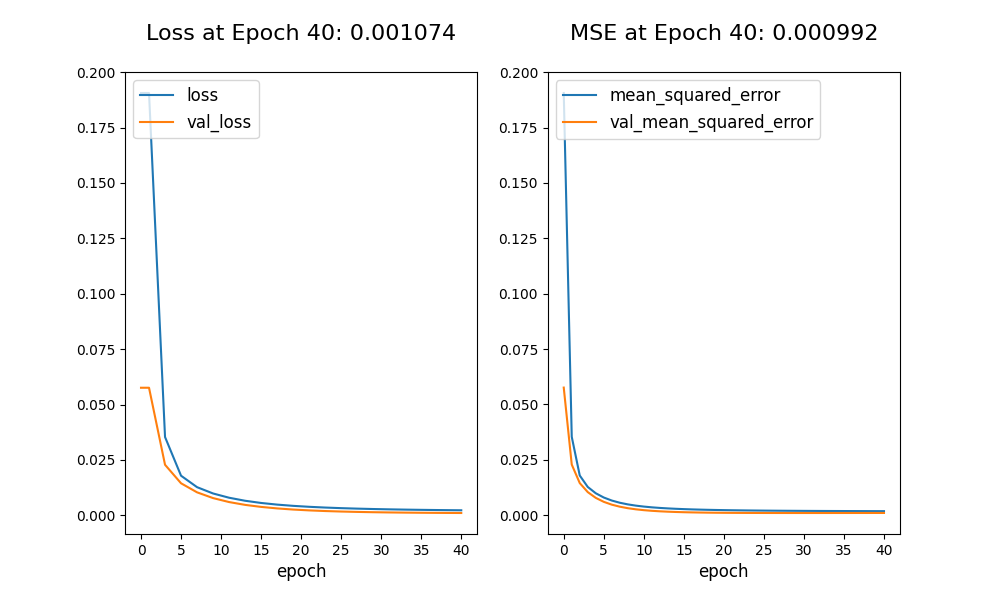 Loss at Epoch 40: 0.001074
loss
val_loss
0.200
0.175
0.150
0.125
0.100
0.075
0.050
0.025
0.000
0 5 10 15 20 25 30 35 40
epoch
MSE at Epoch 40: 0.000992
mean_squared_error
val_mean_squared_error
0.200
0.175
0.150
0.125
0.100
0.075
0.050
0.025
0.000
0 5 10 15 20 25 30 35 40
epoch